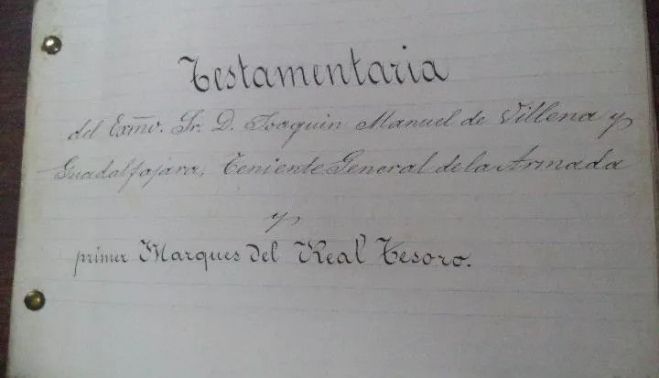 Testamentaria
del Exmo. Sr. D. Joaquin Manuel de Villena y
Guadalfajara, Teniente General de la Armada
y
primer Marques del Real Tesoro.